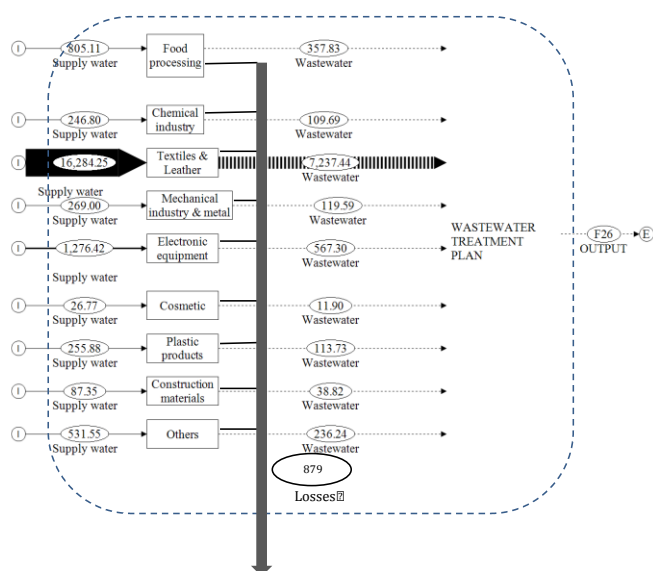 I
805.11
Supply water
Food
processing
357.83
Wastewater
I
246.80
Supply water
Chemical
industry
109.69
Wastewater
I
16,284.25
Supply water
Textiles &
Leather
7,237.44
Wastewater
I
269.00
Supply water
Mechanical
industry & metal
119.59
Wastewater
I
1,276.42
Supply water
Electronic
equipment
567.30
Wastewater
I
26.77
Supply water
Cosmetic
11.90
Wastewater
I
255.88
Supply water
Plastic
products
113.73
Wastewater
I
87.35
Supply water
Construction
materials
38.82
Wastewater
I
531.55
Supply water
Others
236.24
Wastewater
WASTEWATER
TREATMENT
PLAN
F26
OUTPUT
E
879
Losses